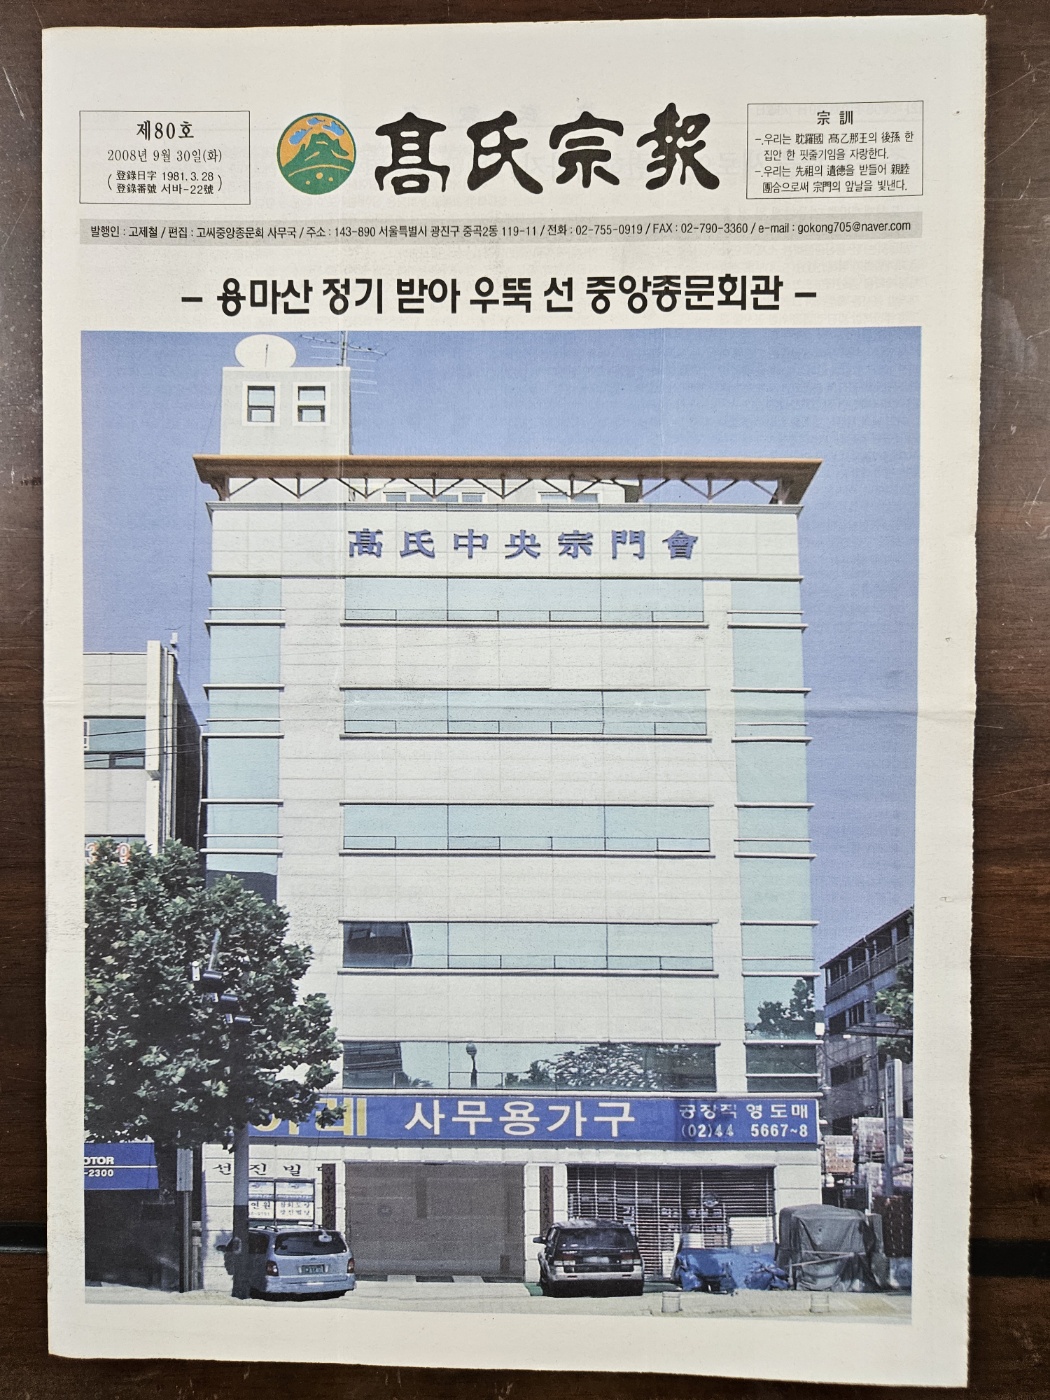 제80호
2008년 9월 30일(화)
(登錄日字 1981.3.28
登錄番號 서바-22號)
高氏宗報
宗訓
-.우리는 耽羅國 高乙那王의 後孫 한
집안 한 핏줄기임을 자랑한다.
-.우리는 先祖의 遺德을 받들어 親睦
團合으로써 宗門의 앞날을 빛낸다.
발행인 : 고제철 / 편집 : 고씨중앙종문회 사무국 / 주소 : 143-890 서울특별시 광진구 중곡2동 119-11 / 전화 : 02-755-0919 / FAX : 02-790-3360 / e-mail : gokong705@naver.com
– 용마산 정기 받아 우뚝 선 중앙종문회관 –
高氏中央宗門會
사무용가구
공장직영도매
(02)44 5667~8
OTOR
-2300
선진빌